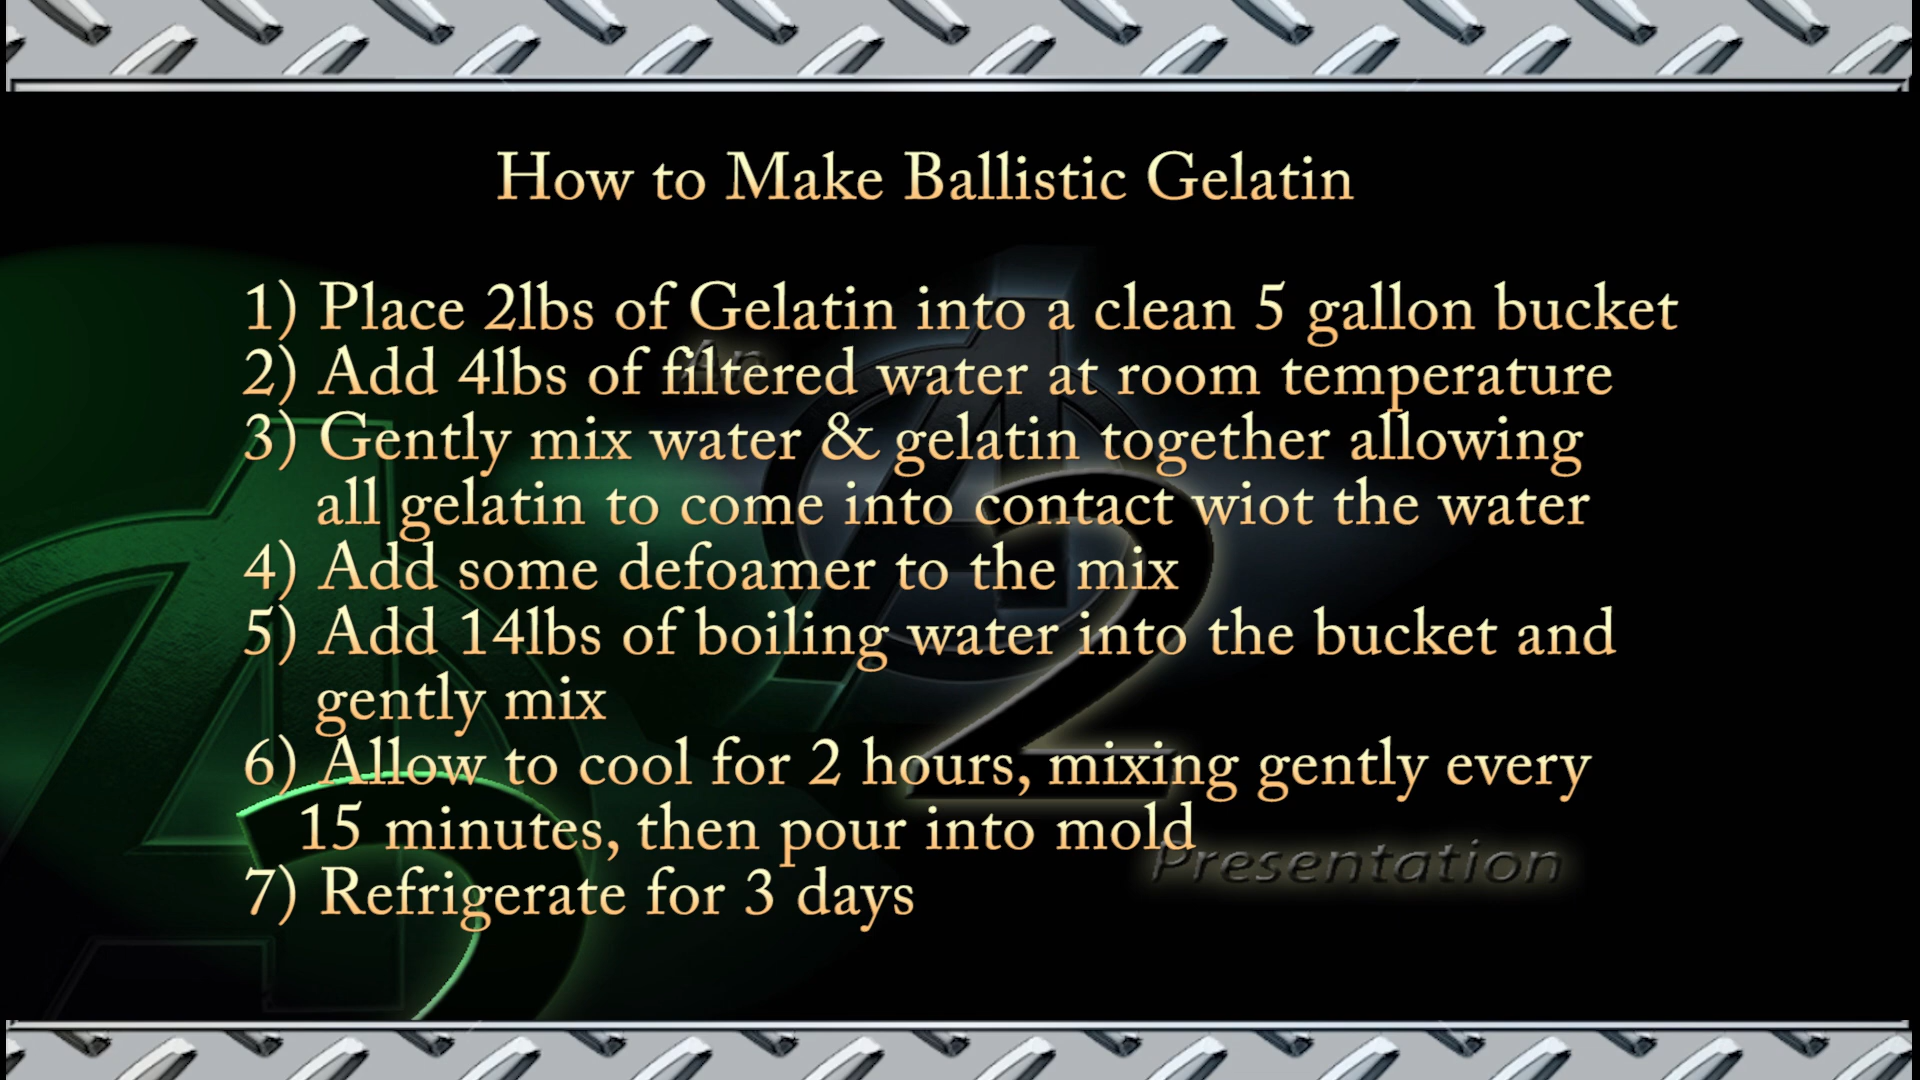 How to Make Ballistic Gelatin
1) Place 2lbs of Gelatin into a clean 5 gallon bucket
An
2) Add 4lbs of filtered water at room temperature
3) Gently mix water & gelatin together allowing
all gelatin to come into contact wiot the water
4) Add some defoamer to the mix
5) Add 14lbs of boiling water into the bucket and
gently mix
6) Allow to cool for 2 hours, mixing gently every
15 minutes, then pour into mold
Presentation
7) Refrigerate for 3 days